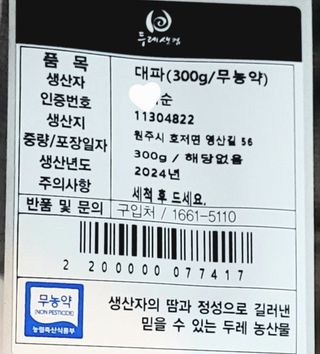 두레생협
품 목 대파(300g/무농약)
생산자 순
인증번호 11304822
생산지 원주시 호저면 영산길 56
중량/포장일자 300g / 해당없음
생산년도 2024년
주의사항 세척 후 드세요.
반품 및 문의 구입처 / 1661-5110
2 200000 077417
무농약
(NON PESTICIDE)
농림축산식품부
생산자의 땀과 정성으로 길러낸
믿을 수 있는 두레 농산물